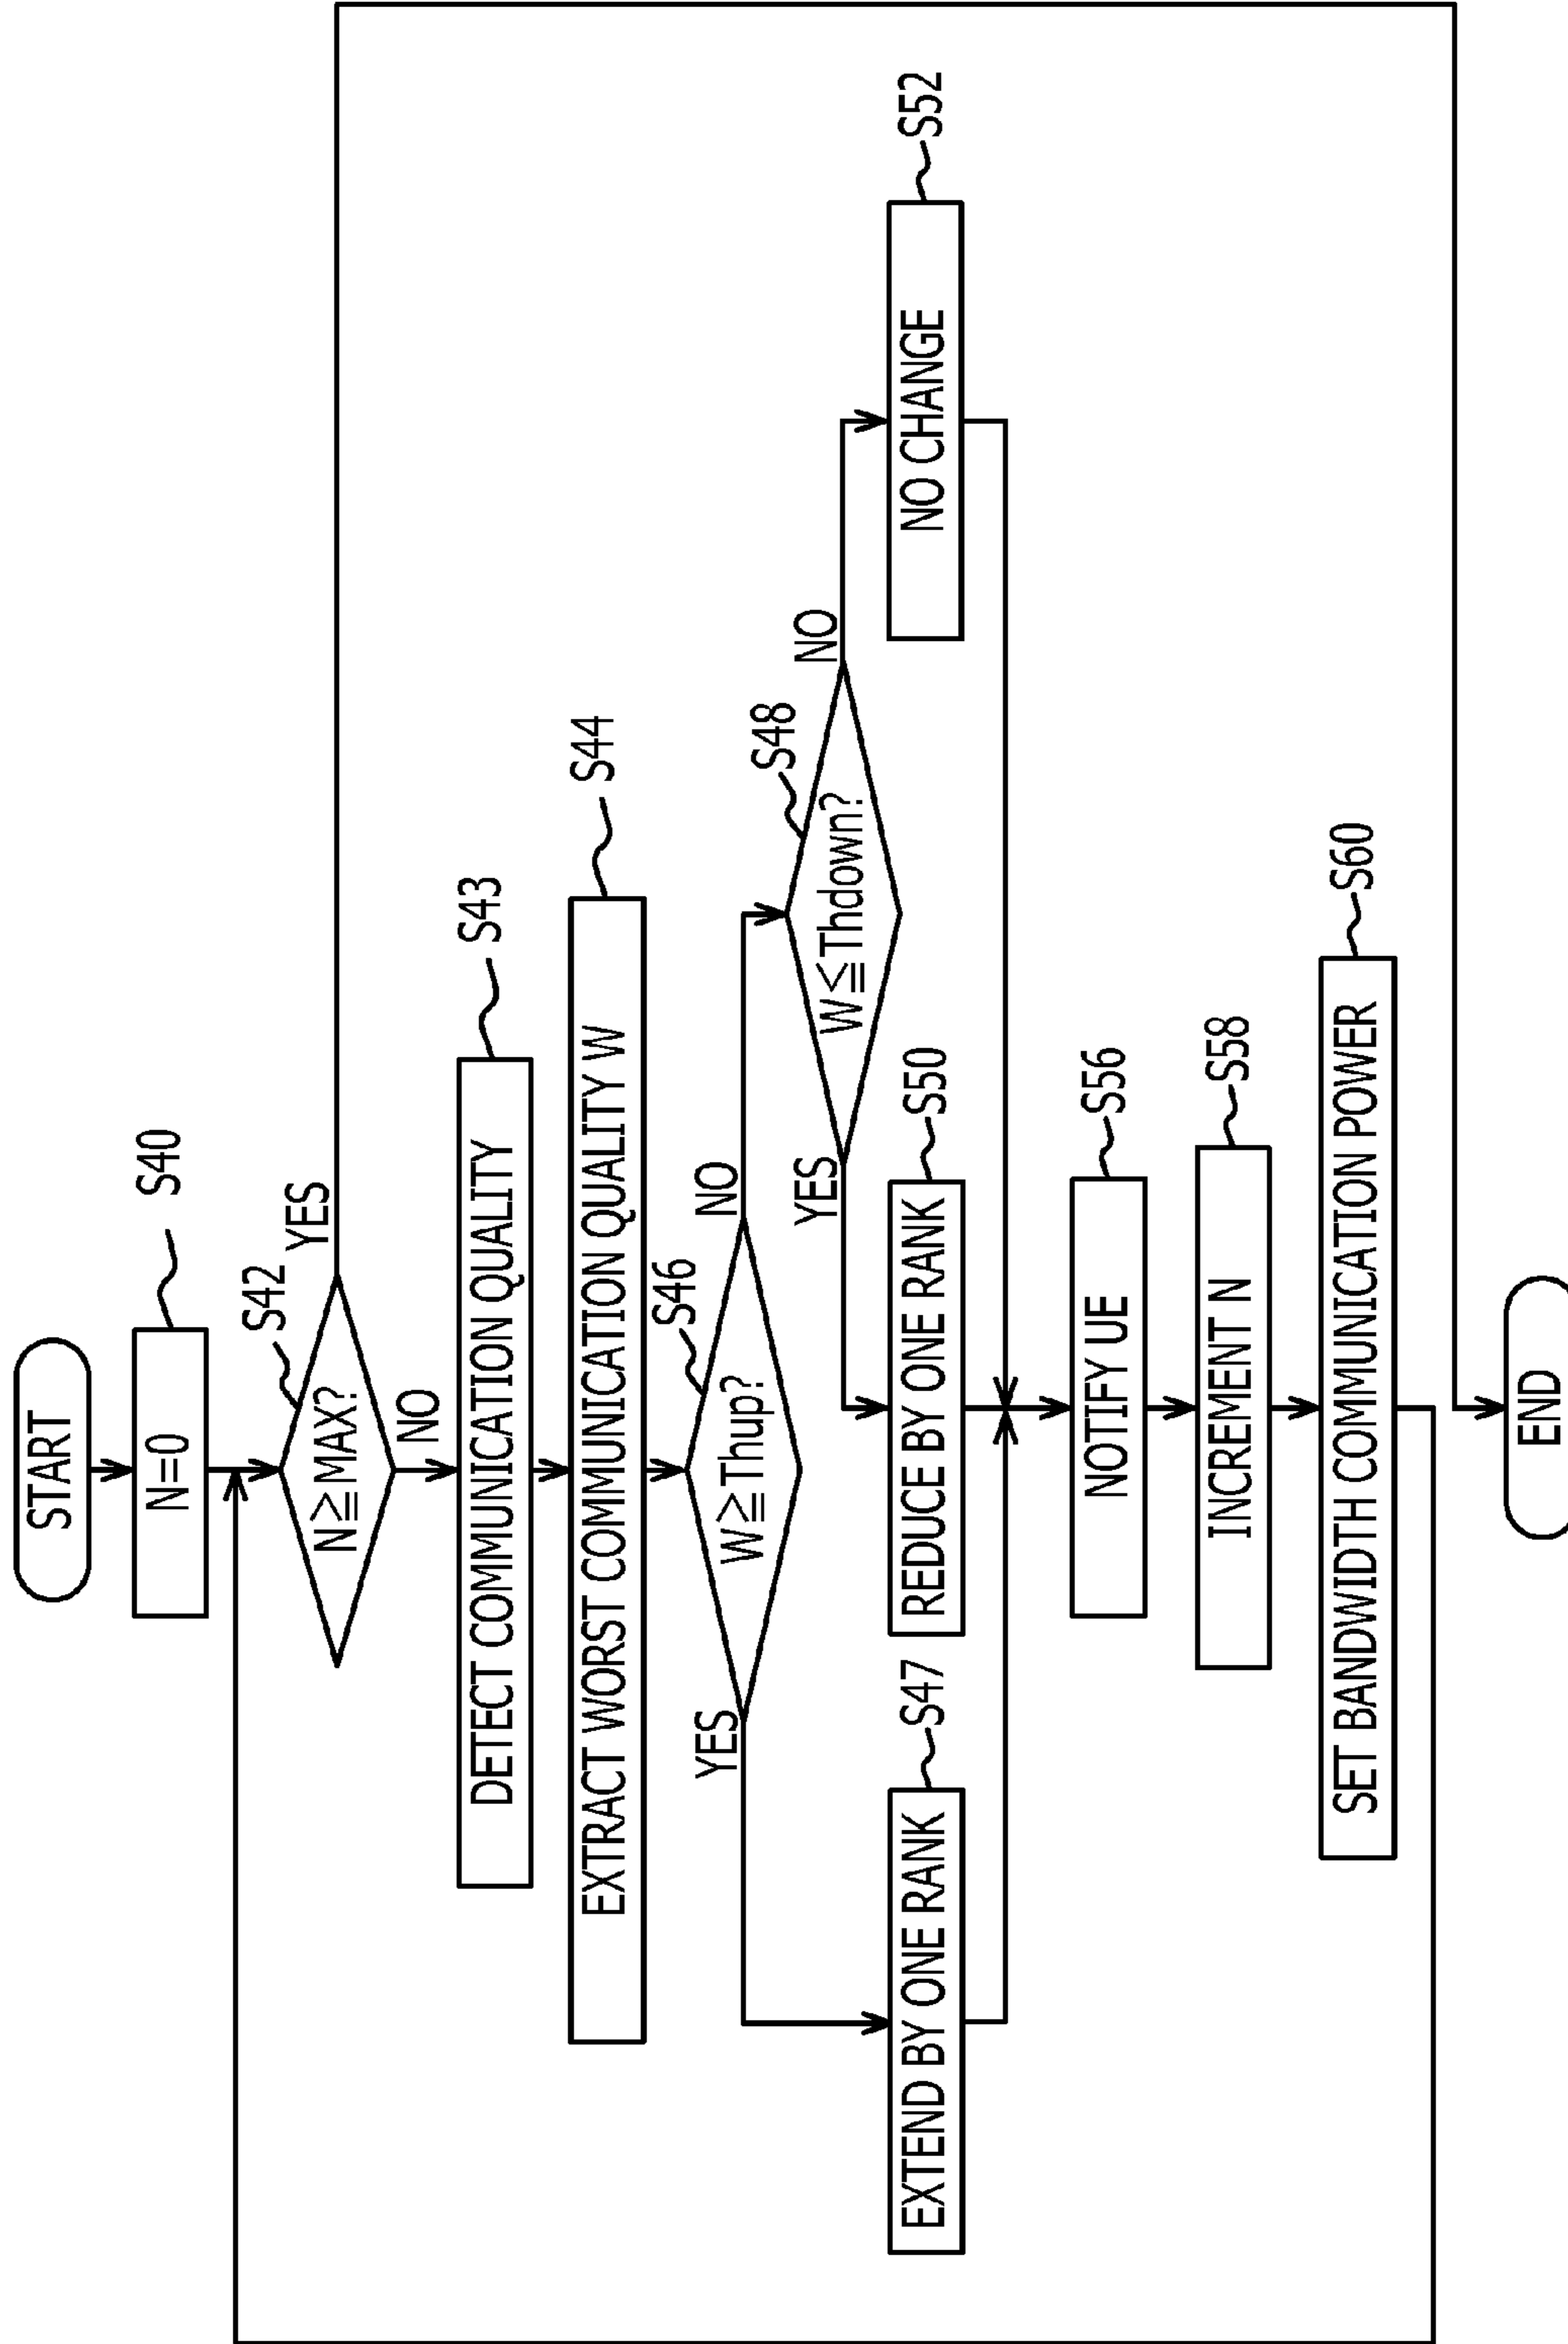 START
N=0
S40
N≧MAX?
S42
YES
NO
DETECT COMMUNICATION QUALITY
S43
EXTRACT WORST COMMUNICATION QUALITY W
S44
W≧Thup?
S46
YES
NO
W≦Thdown?
S48
YES
NO
EXTEND BY ONE RANK
S47
REDUCE BY ONE RANK
S50
NO CHANGE
S52
NOTIFY UE
S56
INCREMENT N
S58
SET BANDWIDTH COMMUNICATION POWER
S60
END